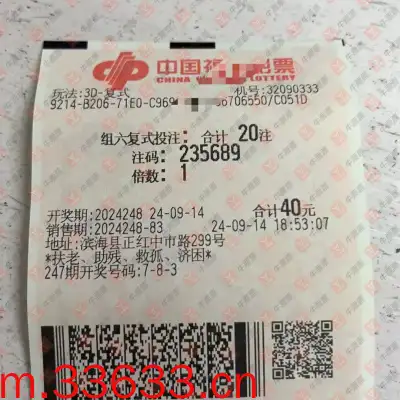 中国福利彩票
CHINA WELFARE LOTTERY
玩法:3D-复式 机号:32090333
9214-B206-71E0-C969 66706550/C051D
组六复式投注: 合计 20注
注码: 235689
倍数: 1
开奖期:2024248 24-09-14 合计40元
销售期:2024248-83 24-09-14 18:53:07
地址:滨海县正红中市路299号
*扶老、助残、救孤、济困*
247期开奖号码:7-8-3
m.33633.cn